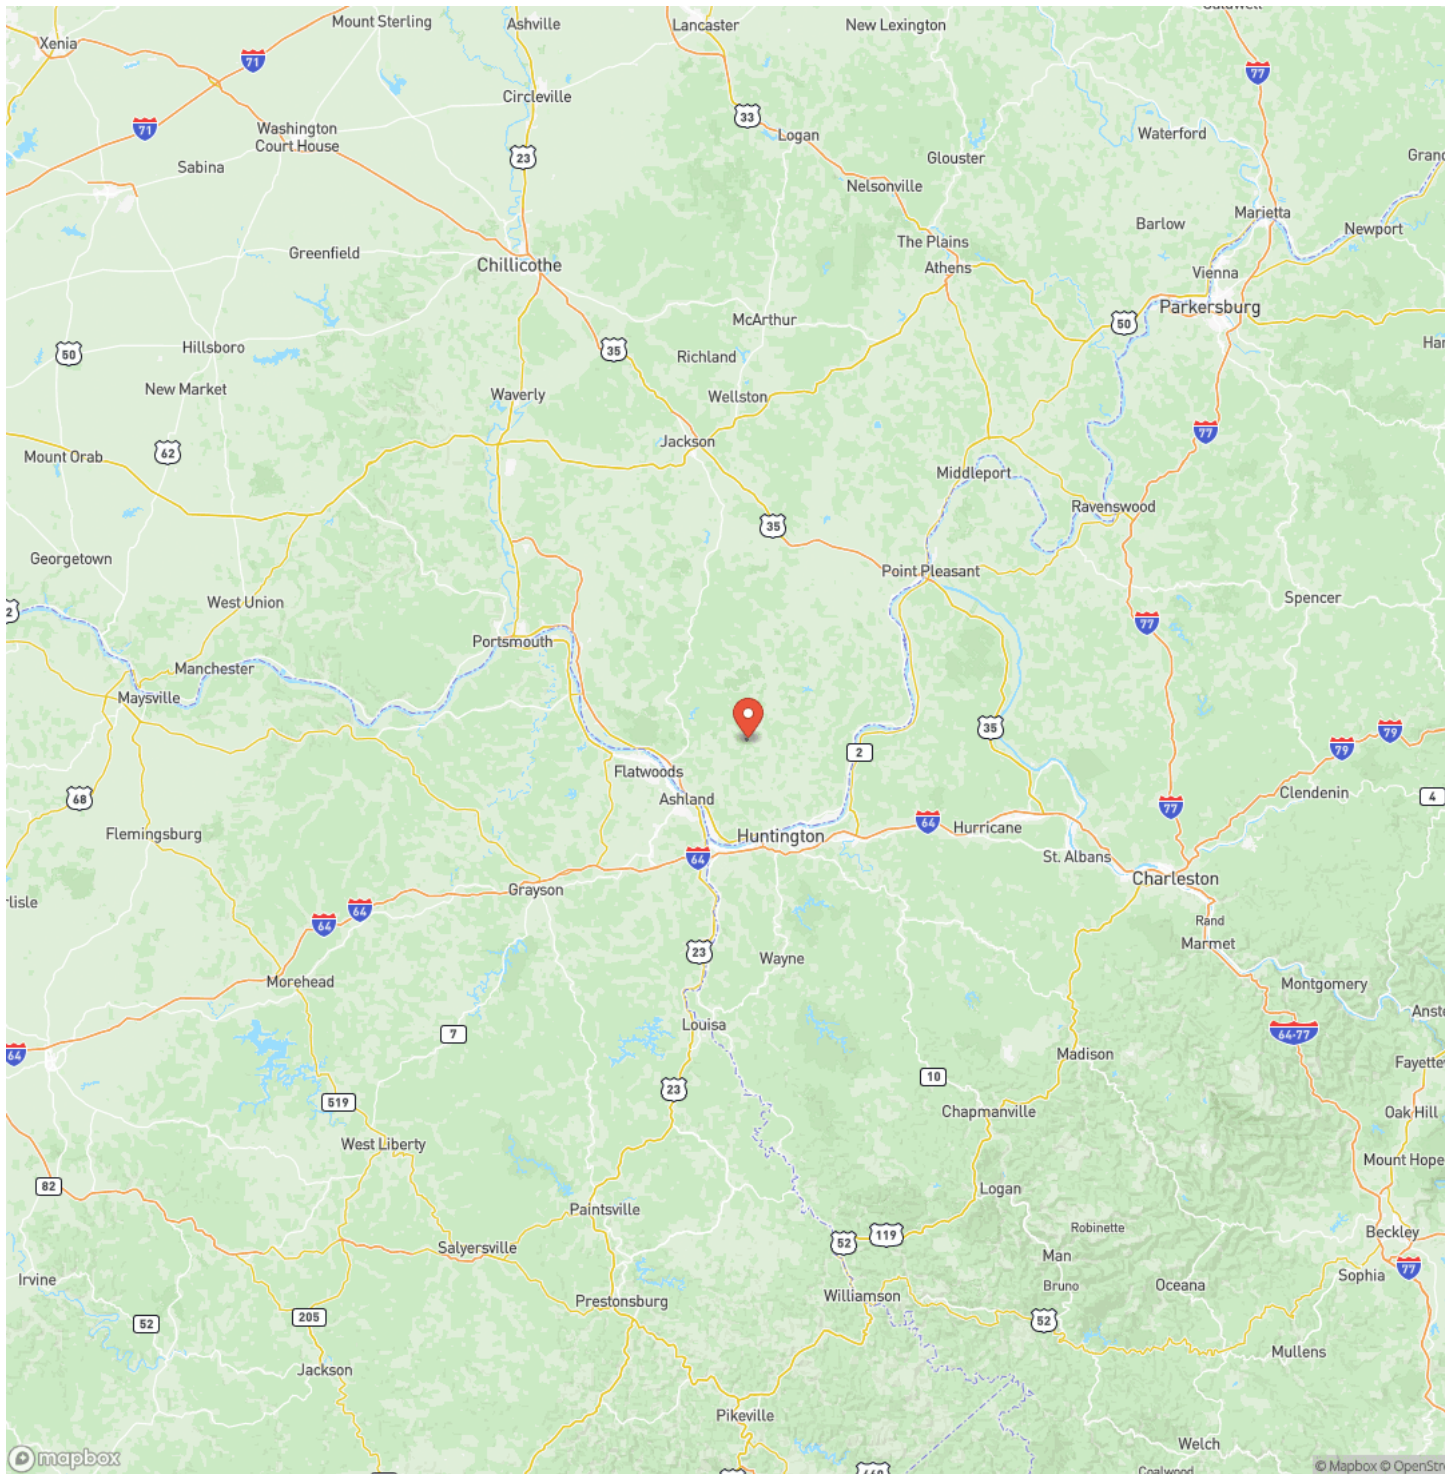 Mount Sterling
Ashville
Lancaster
New Lexington
Xenia
71
77
Circleville
33
71
Washington
Court House
Logan
Waterford
23
Glouster
Sabina
Nelsonville
Marietta
Barlow
Newport
Greenfield
The Plains
Chillicothe
Athens
Vienna
Parkersburg
McArthur
50
Hillsboro
35
50
Richland
New Market
Waverly
Wellston
77
62
Jackson
Mount Orab
Middleport
Ravenswood
35
Georgetown
Point Pleasant
West Union
Spencer
2
77
Portsmouth
Manchester
Maysville
35
79
79
2
Flatwoods
68
Ashland
Clendenin
4
77
Flemingsburg
Huntington
64
Hurricane
64
St. Albans
Charleston
Grayson
64
64
Rand
Marmet
23
Wayne
Morehead
Montgomery
Louisa
7
64-77
64
Madison
10
23
519
Chapmanville
Oak Hill
West Liberty
Mount Hope
82
Logan
Paintsville
Robinette
52
119
Beckley
Salyersville
Man
77
Irvine
Bruno
Oceana
Sophia
Williamson
Prestonsburg
205
52
52
Mullens
Jackson
Pikeville
Welch
mapbox
© Mapbox © OpenStre